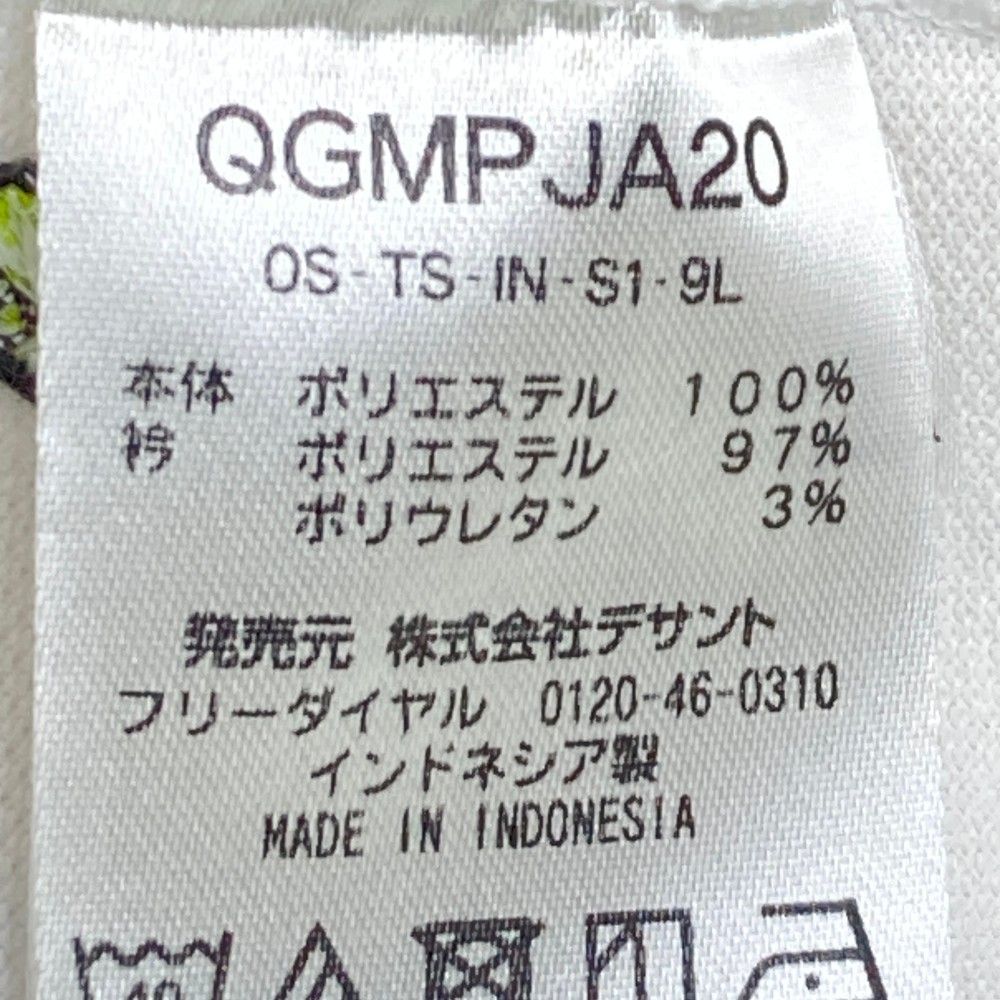 QGMPJA20
OS-TS-IN-S1-9L
本体 ポリエステル 100%
衿 ポリエステル 97%
ポリウレタン 3%
発売元 株式会社デサント
フリーダイヤル 0120-46-0310
インドネシア製
MADE IN INDONESIA